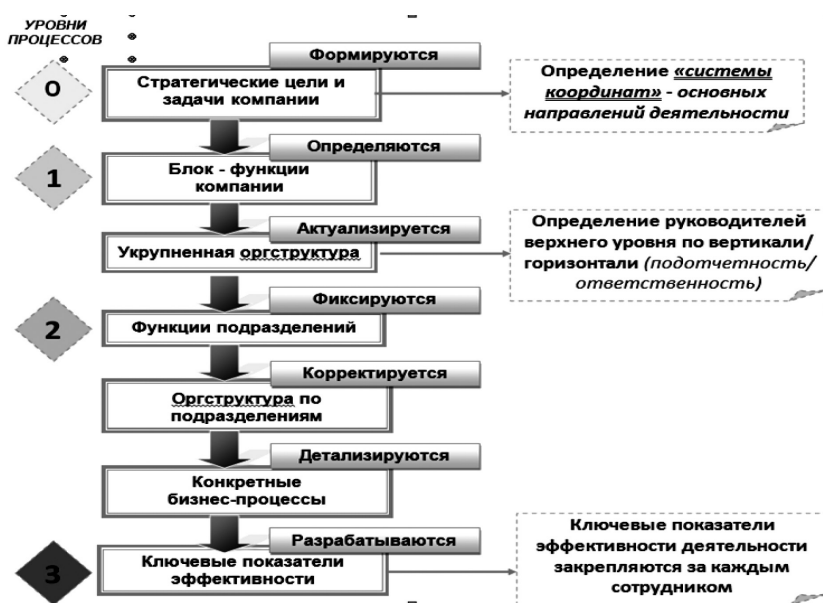 УРОВНИ
ПРОЦЕССОВ
Формируются
0
Стратегические цели и
задачи компании
Определение «системы
координат» - основных
направлений деятельности
Определяются
1
Блок - функции
компании
Актуализируется
Укрупненная оргструктура
Определение руководителей
верхнего уровня по вертикали/
горизонтали (подотчетность/
ответственность)
Фиксируются
2
Функции подразделений
Корректируется
Оргструктура по
подразделениям
Детализируются
Конкретные
бизнес-процессы
Разрабатываются
3
Ключевые показатели
эффективности
Ключевые показатели
эффективности деятельности
закрепляются за каждым
сотрудником